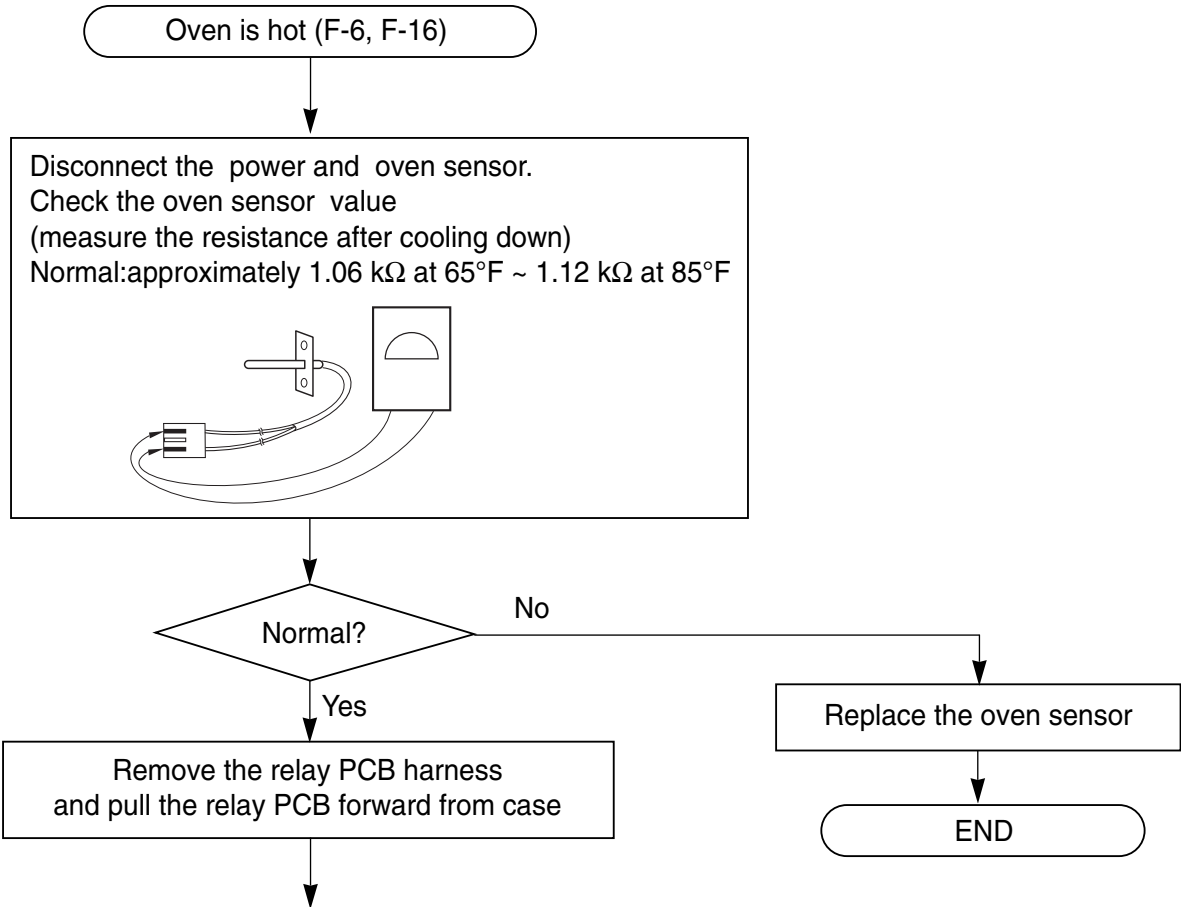 Oven is hot (F-6, F-16)
Disconnect the power and oven sensor.
Check the oven sensor value
(measure the resistance after cooling down)
Normal:approximately 1.06 kΩ at 65°F ~ 1.12 kΩ at 85°F
Normal?
No
Yes
Replace the oven sensor
Remove the relay PCB harness
and pull the relay PCB forward from case
END